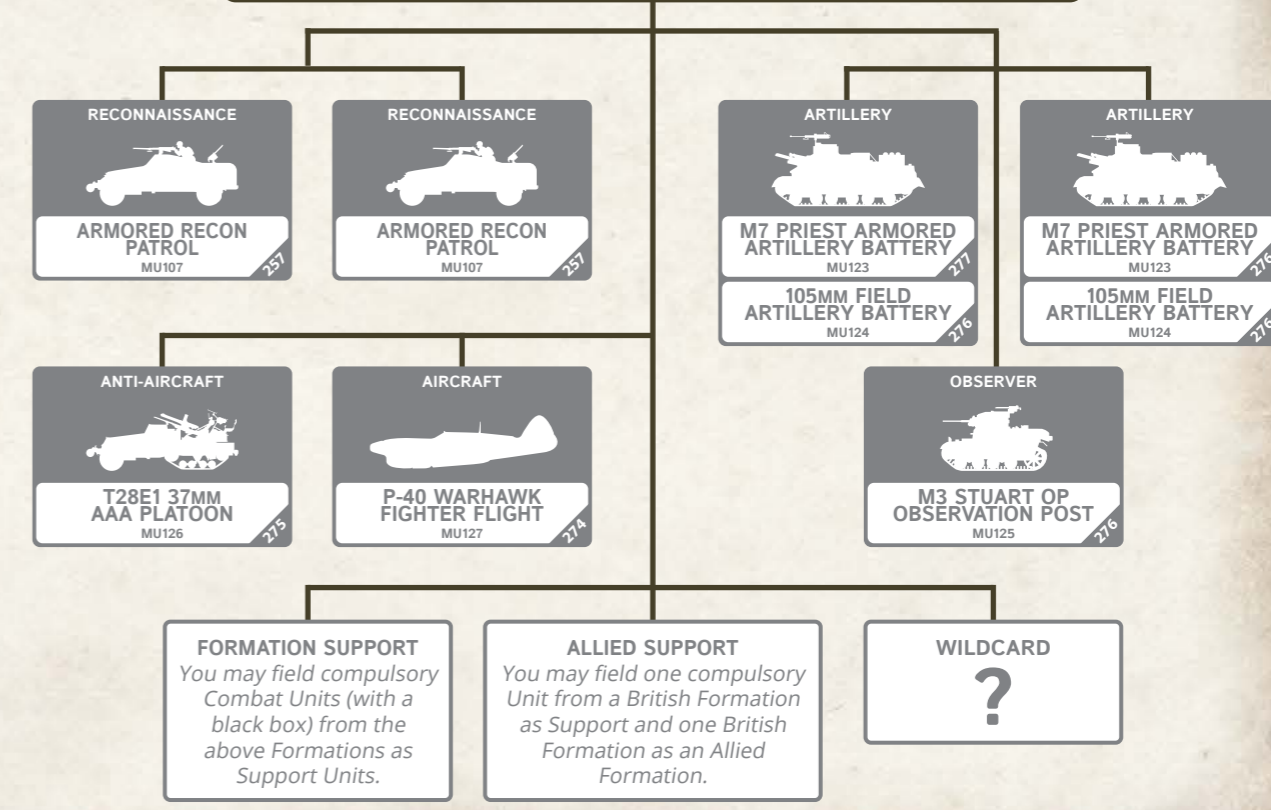 RECONNAISSANCE
ARMORED RECON
PATROL
MU107
257
RECONNAISSANCE
ARMORED RECON
PATROL
MU107
257
ARTILLERY
M7 PRIEST ARMORED
ARTILLERY BATTERY
MU123
277
105MM FIELD
ARTILLERY BATTERY
MU124
276
ARTILLERY
M7 PRIEST ARMORED
ARTILLERY BATTERY
MU123
276
105MM FIELD
ARTILLERY BATTERY
MU124
276
ANTI-AIRCRAFT
T28E1 37MM
AAA PLATOON
MU126
275
AIRCRAFT
P-40 WARHAWK
FIGHTER FLIGHT
MU127
274
OBSERVER
M3 STUART OP
OBSERVATION POST
MU125
276
FORMATION SUPPORT
You may field compulsory
Combat Units (with a
black box) from the
above Formations as
Support Units.
ALLIED SUPPORT
You may field one compulsory
Unit from a British Formation
as Support and one British
Formation as an Allied
Formation.
WILDCARD
?